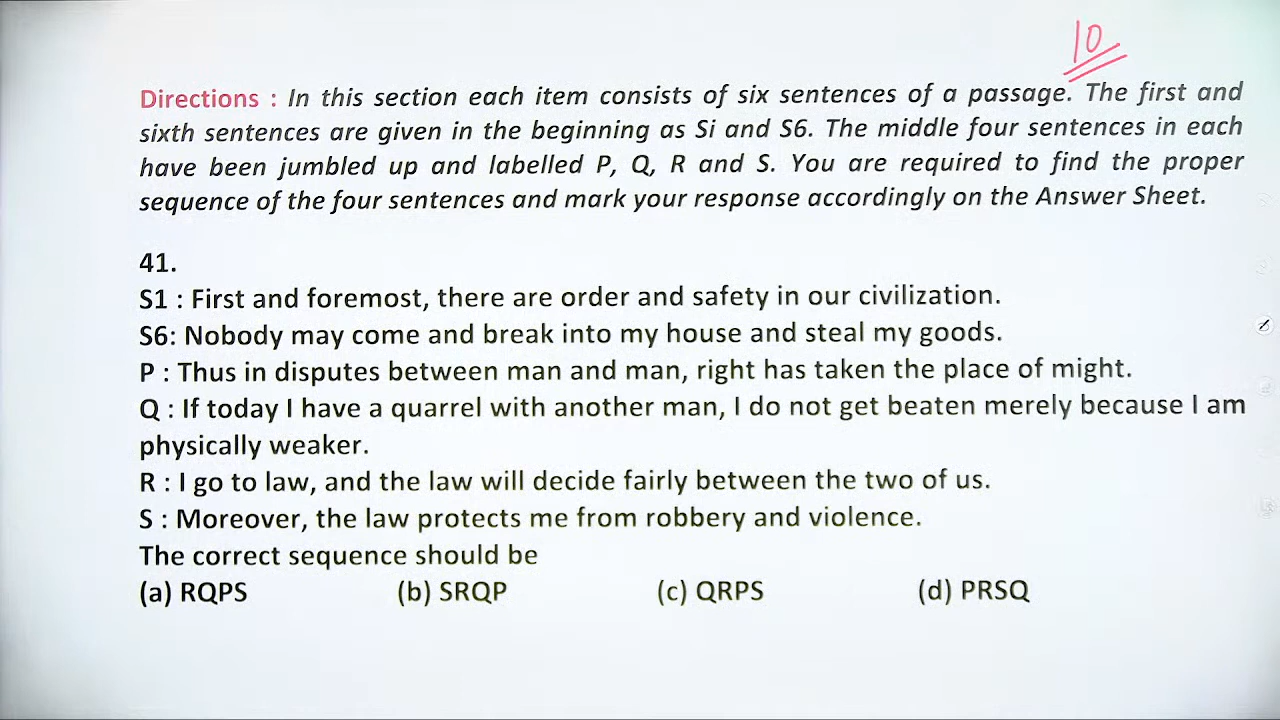 10
Directions : In this section each item consists of six sentences of a passage. The first and
sixth sentences are given in the beginning as Si and S6. The middle four sentences in each
have been jumbled up and labelled P, Q, R and S. You are required to find the proper
sequence of the four sentences and mark your response accordingly on the Answer Sheet.
41.
S1 : First and foremost, there are order and safety in our civilization.
S6: Nobody may come and break into my house and steal my goods.
P : Thus in disputes between man and man, right has taken the place of might.
Q : If today I have a quarrel with another man, I do not get beaten merely because I am
physically weaker.
R : I go to law, and the law will decide fairly between the two of us.
S : Moreover, the law protects me from robbery and violence.
The correct sequence should be
(a) RQPS (b) SRQP (c) QRPS (d) PRSQ